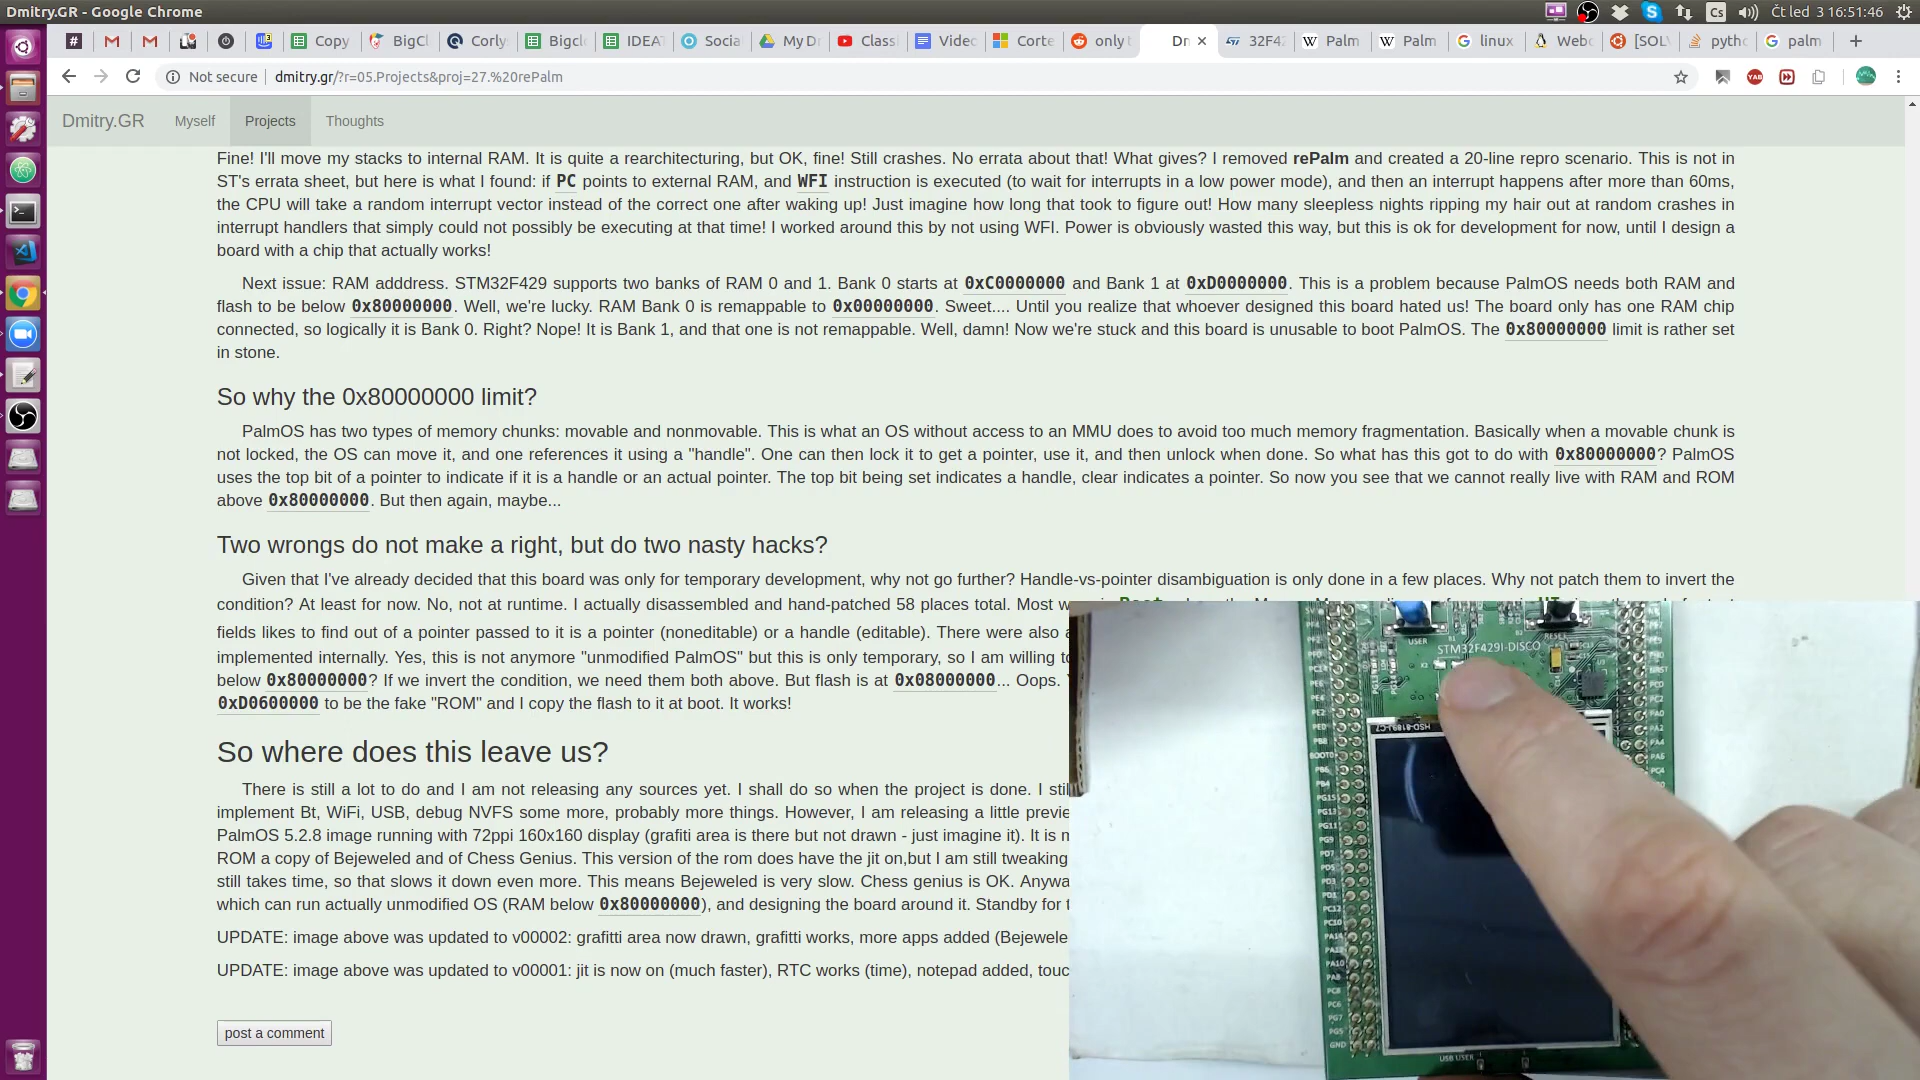 Dmitry.GR - Google Chrome
Cs
Čt led 3 16:51:46
Copy
BigCl
Corly
Bigcl
IDEAT
Socia
My Dr
Class
Videc
Corte
only t
Dn
32F42
Palm
Palm
linux
Webc
[SOLV
pytho
palm
Not secure
dmitry.gr/?r=05.Projects&proj=27.%20rePalm
Dmitry.GR
Myself
Projects
Thoughts
Fine! I'll move my stacks to internal RAM. It is quite a rearchitecturing, but OK, fine! Still crashes. No errata about that! What gives? I removed rePalm and created a 20-line repro scenario. This is not in
ST's errata sheet, but here is what I found: if PC points to external RAM, and WFI instruction is executed (to wait for interrupts in a low power mode), and then an interrupt happens after more than 60ms,
the CPU will take a random interrupt vector instead of the correct one after waking up! Just imagine how long that took to figure out! How many sleepless nights ripping my hair out at random crashes in
interrupt handlers that simply could not possibly be executing at that time! I worked around this by not using WFI. Power is obviously wasted this way, but this is ok for development for now, until I design a
board with a chip that actually works!
Next issue: RAM adddress. STM32F429 supports two banks of RAM 0 and 1. Bank 0 starts at 0xC0000000 and Bank 1 at 0xD0000000. This is a problem because PalmOS needs both RAM and
flash to be below 0x80000000. Well, we're lucky. RAM Bank 0 is remappable to 0x00000000. Sweet.... Until you realize that whoever designed this board hated us! The board only has one RAM chip
connected, so logically it is Bank 0. Right? Nope! It is Bank 1, and that one is not remappable. Well, damn! Now we're stuck and this board is unusable to boot PalmOS. The 0x80000000 limit is rather set
in stone.
So why the 0x80000000 limit?
PalmOS has two types of memory chunks: movable and nonmovable. This is what an OS without access to an MMU does to avoid too much memory fragmentation. Basically when a movable chunk is
not locked, the OS can move it, and one references it using a "handle". One can then lock it to get a pointer, use it, and then unlock when done. So what has this got to do with 0x80000000? PalmOS
uses the top bit of a pointer to indicate if it is a handle or an actual pointer. The top bit being set indicates a handle, clear indicates a pointer. So now you see that we cannot really live with RAM and ROM
above 0x80000000. But then again, maybe...
Two wrongs do not make a right, but do two nasty hacks?
Given that I've already decided that this board was only for temporary development, why not go further? Handle-vs-pointer disambiguation is only done in a few places. Why not patch them to invert the
condition? At least for now. No, not at runtime. I actually disassembled and hand-patched 58 places total. Most w
fields likes to find out of a pointer passed to it is a pointer (noneditable) or a handle (editable). There were also a
implemented internally. Yes, this is not anymore "unmodified PalmOS" but this is only temporary, so I am willing to
below 0x80000000? If we invert the condition, we need them both above. But flash is at 0x08000000... Oops. Y
0xD0600000 to be the fake "ROM" and I copy the flash to it at boot. It works!
So where does this leave us?
There is still a lot to do and I am not releasing any sources yet. I shall do so when the project is done. I stil
implement Bt, WiFi, USB, debug NVFS some more, probably more things. However, I am releasing a little previe
PalmOS 5.2.8 image running with 72ppi 160x160 display (grafiti area is there but not drawn - just imagine it). It is m
ROM a copy of Bejeweled and of Chess Genius. This version of the rom does have the jit on,but I am still tweaking
still takes time, so that slows it down even more. This means Bejeweled is very slow. Chess genius is OK. Anywa
which can run actually unmodified OS (RAM below 0x80000000), and designing the board around it. Standby for t
UPDATE: image above was updated to v00002: grafitti area now drawn, grafitti works, more apps added (Bejewele
UPDATE: image above was updated to v00001: jit is now on (much faster), RTC works (time), notepad added, touc
post a comment
USER
RESET
STM32F429I-DISCO
BOOT0
GND
USB USER